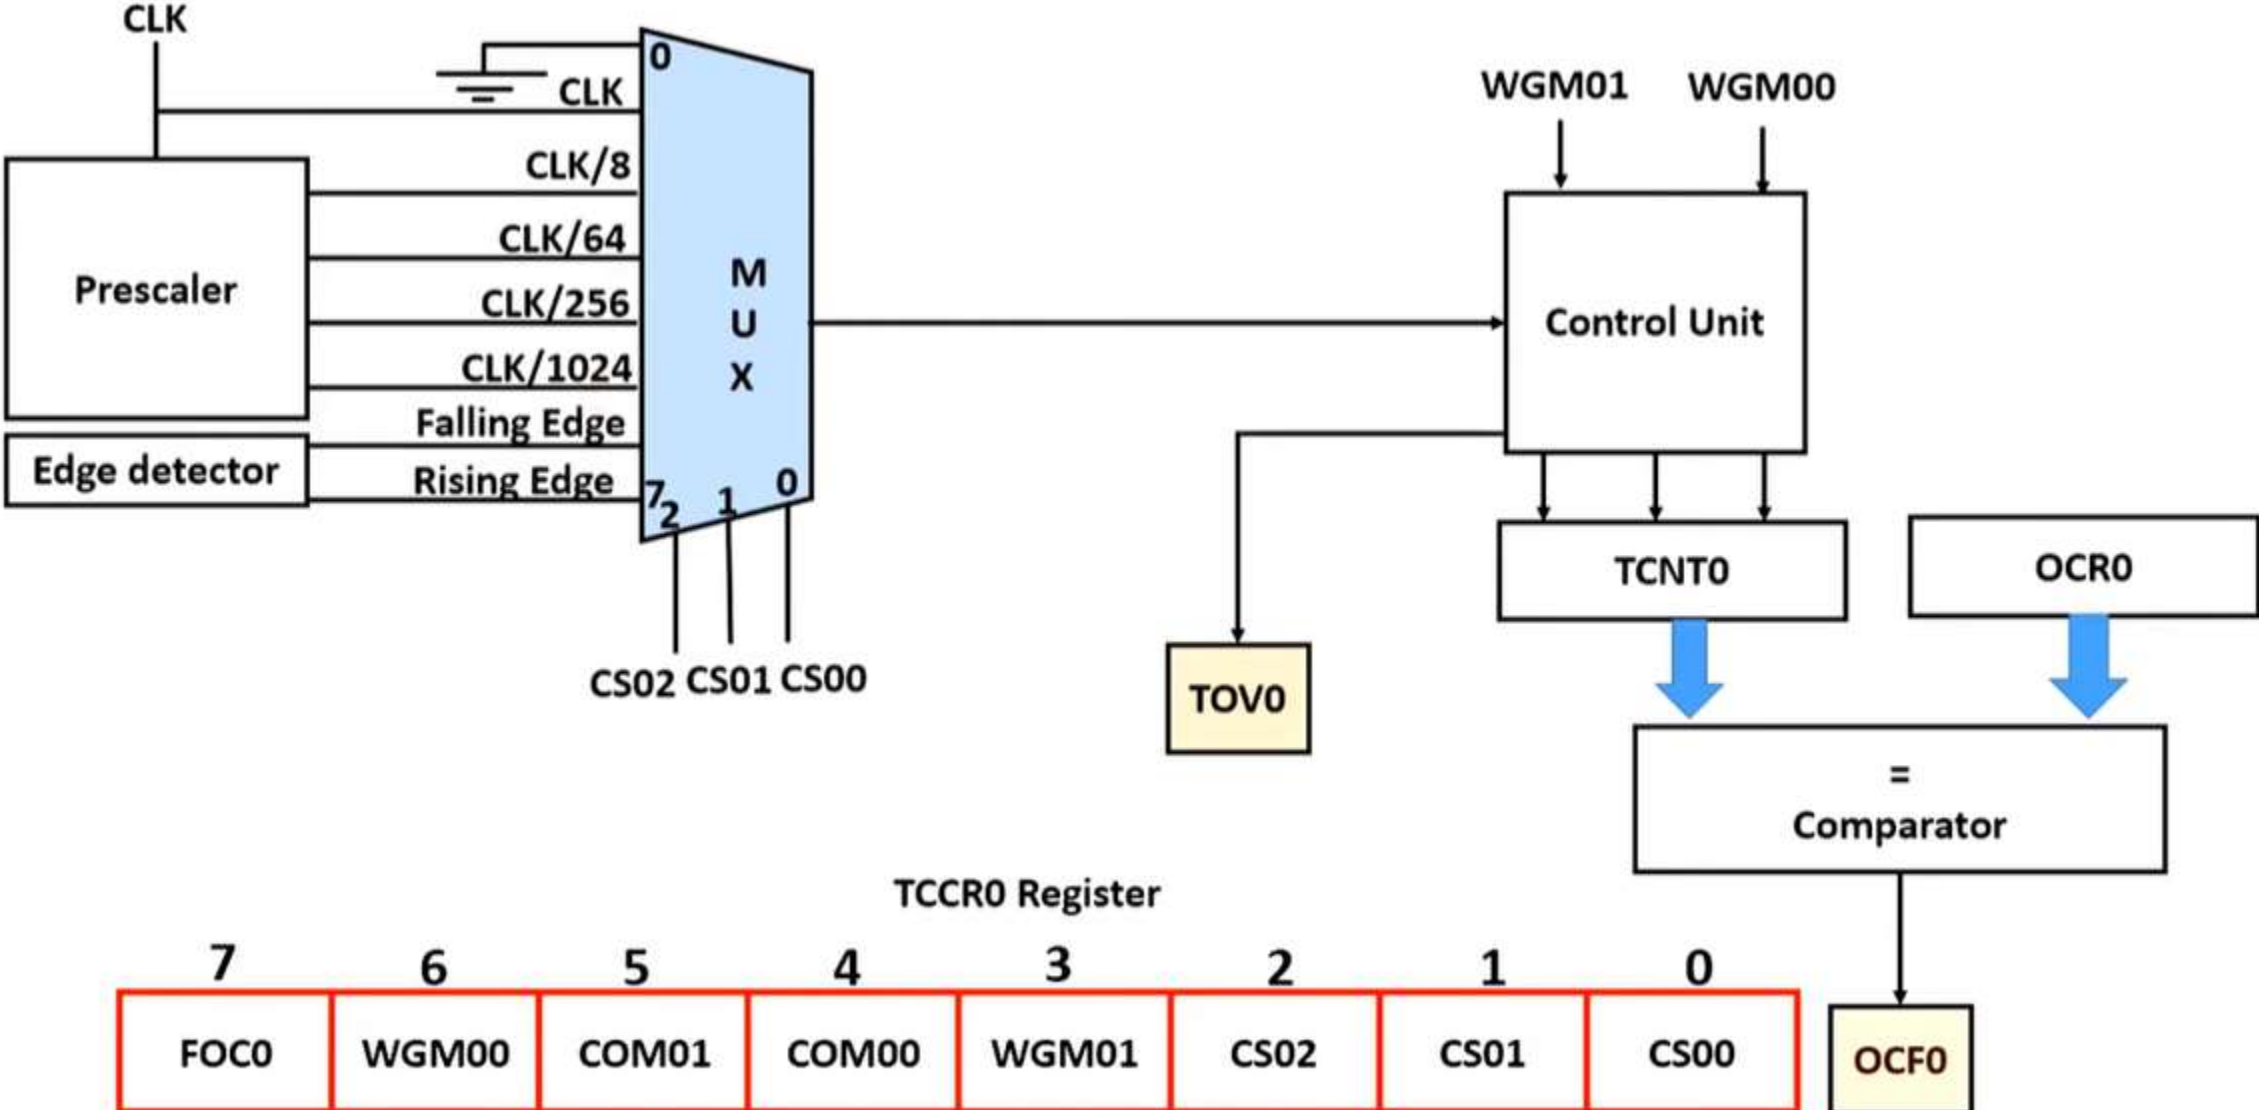 CLK
0
CLK
CLK/8
CLK/64
CLK/256
CLK/1024
Falling Edge
Rising Edge
Prescaler
Edge detector
M
U
X
7
2
1
0
CS02 CS01 CS00
WGM01 WGM00
Control Unit
TCNT0
OCR0
TOV0
=
Comparator
TCCR0 Register
7 6 5 4 3 2 1 0
FOC0 WGM00 COM01 COM00 WGM01 CS02 CS01 CS00
OCF0